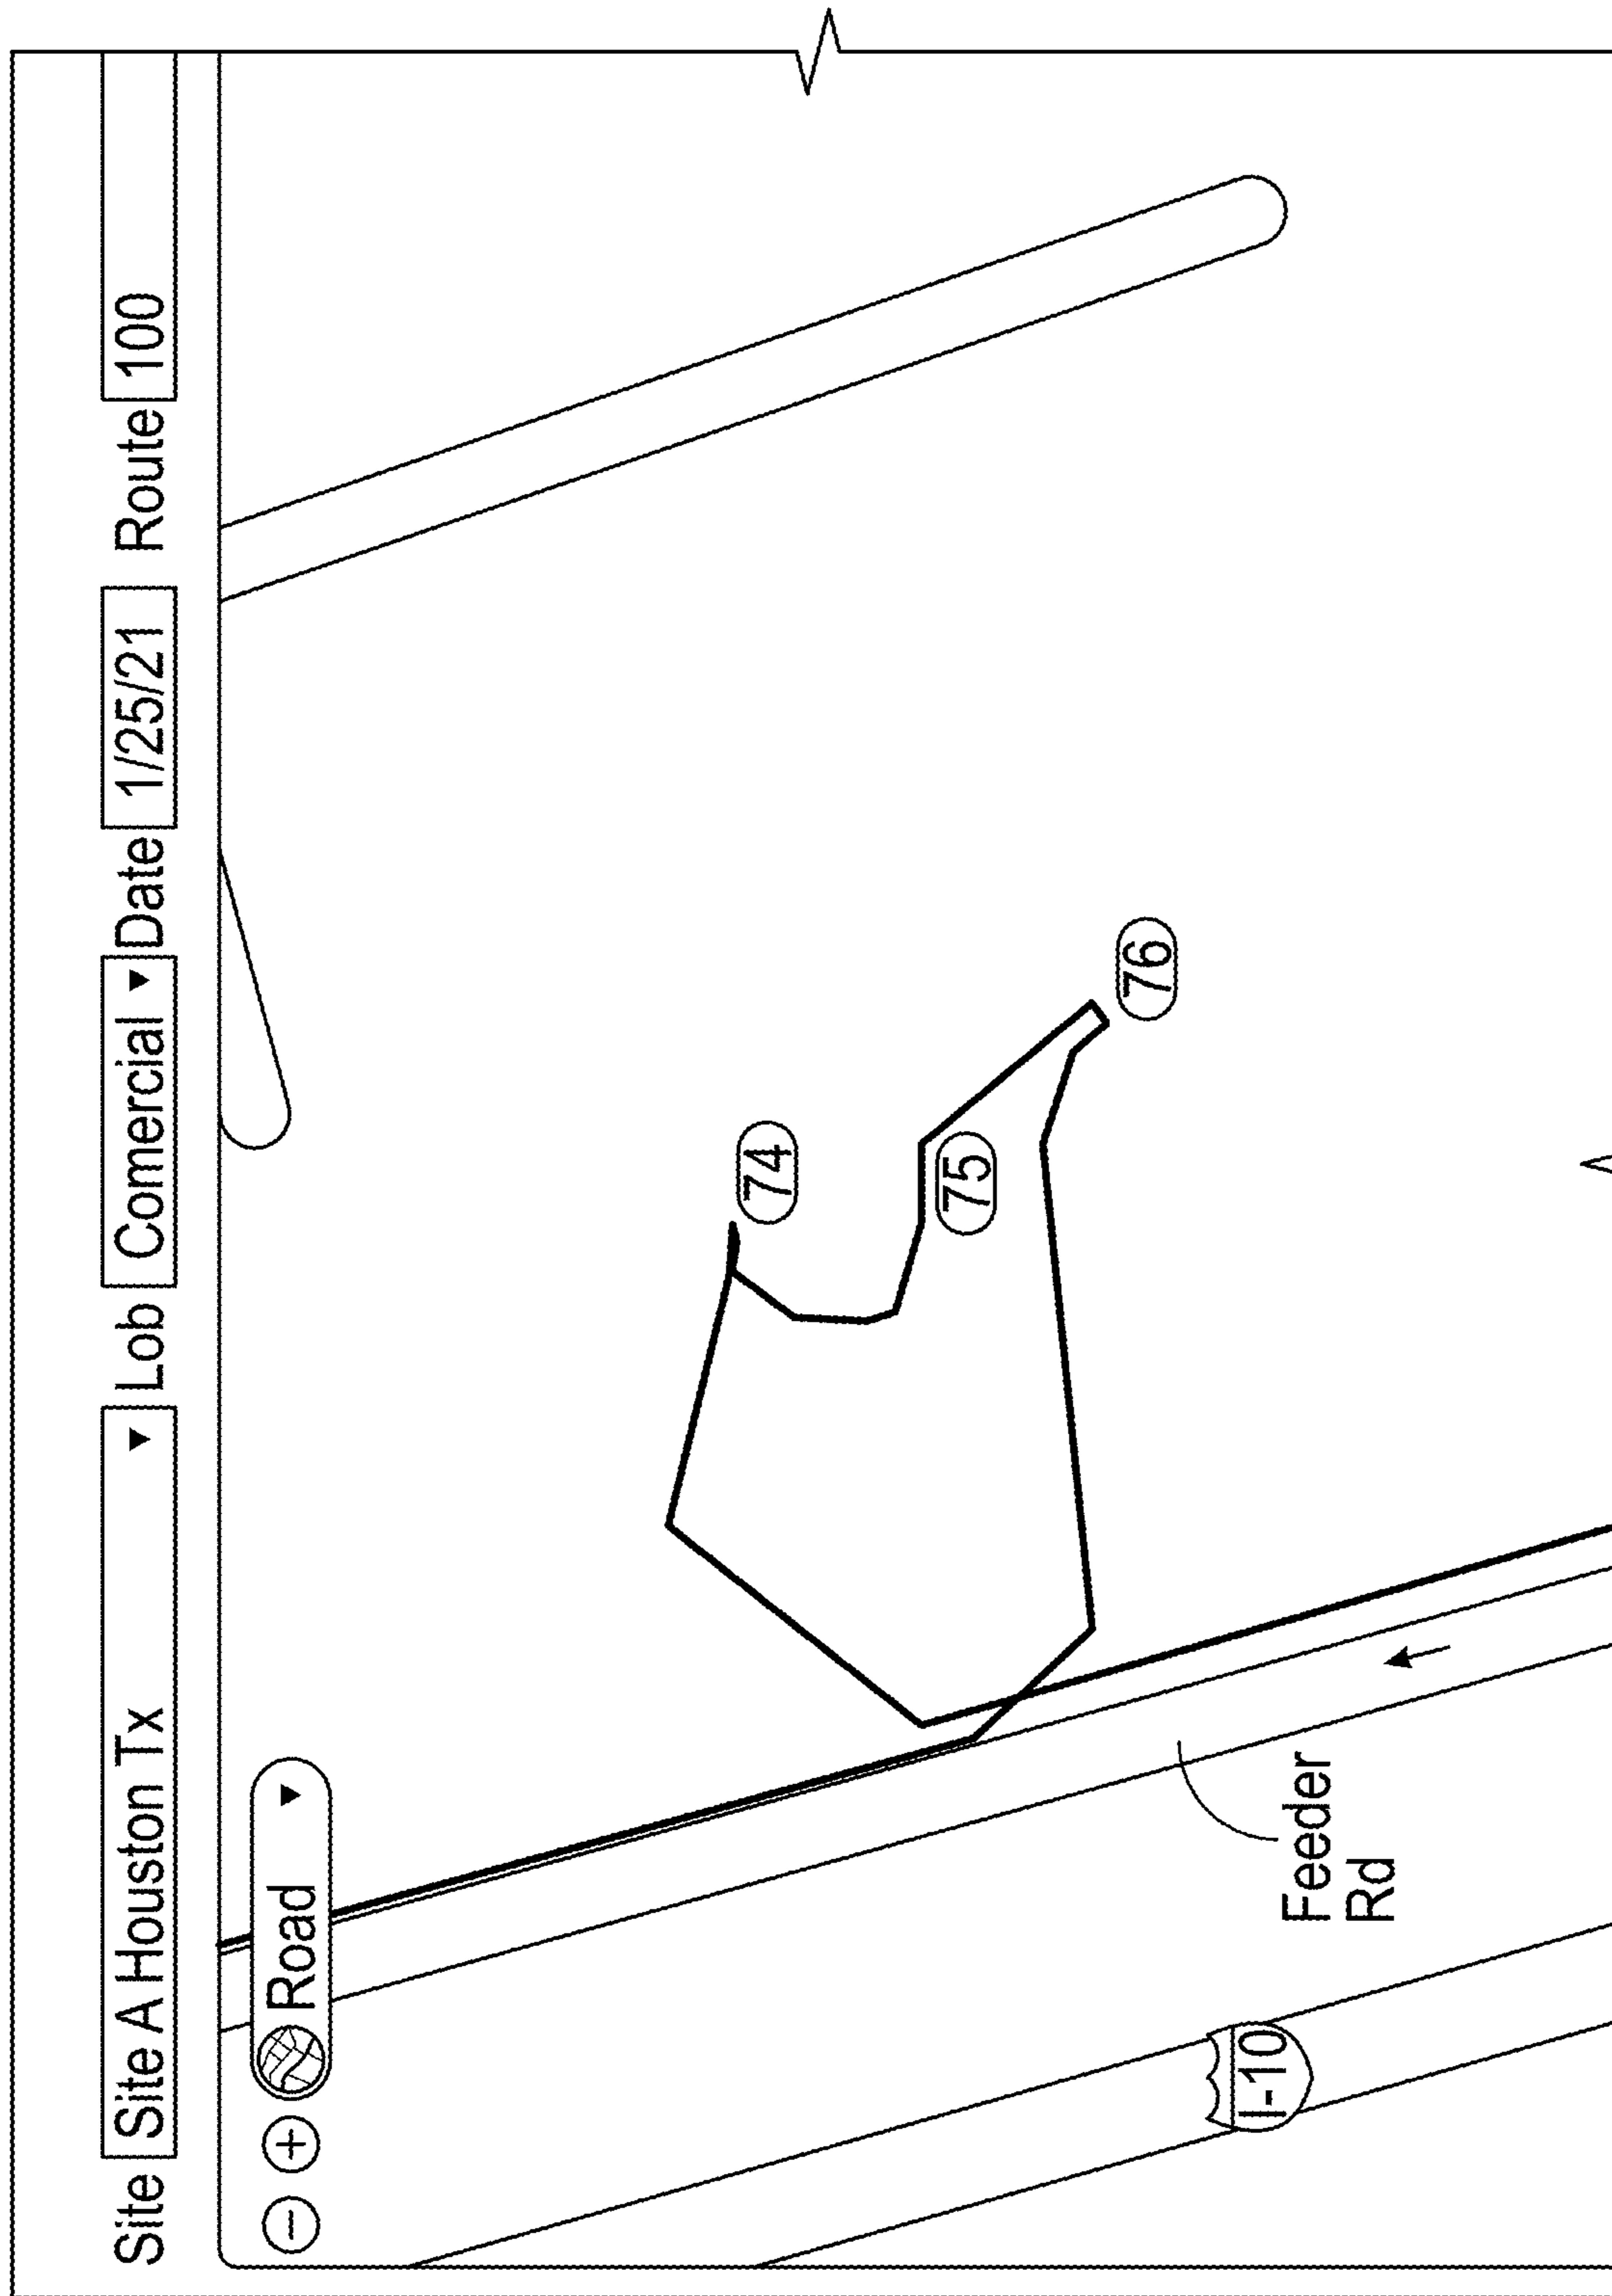 Site Site A Houston Tx ▼ Lob Comercial ▼ Date 1/25/21 Route 100
− + Road ▼
74
75
76
Feeder
Rd
I-10